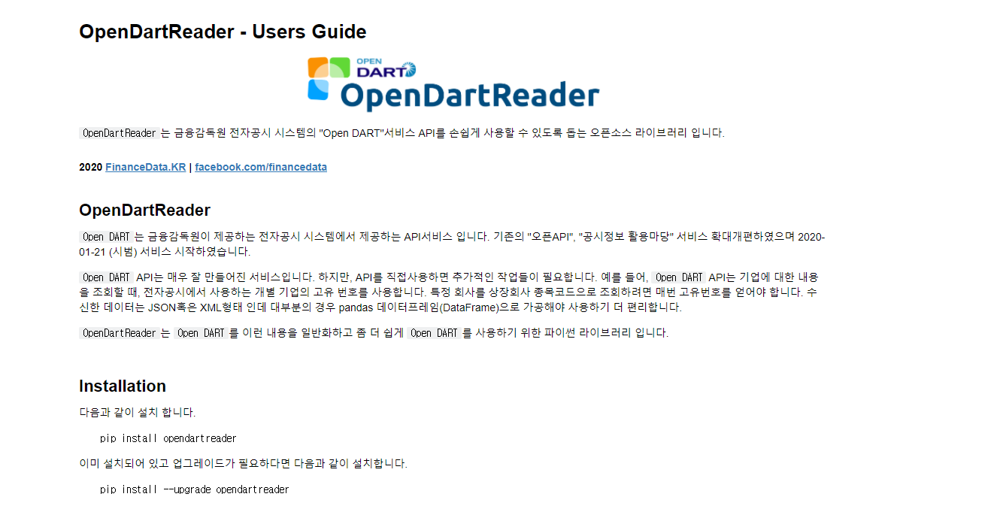 OpenDartReader - Users Guide
OPEN
DART
OpenDartReader
OpenDartReader 는 금융감독원 전자공시 시스템의 "Open DART"서비스 API를 손쉽게 사용할 수 있도록 돕는 오픈소스 라이브러리 입니다.
2020 FinanceData.KR | facebook.com/financedata
OpenDartReader
Open DART 는 금융감독원이 제공하는 전자공시 시스템에서 제공하는 API서비스 입니다. 기존의 "오픈API", "공시정보 활용마당" 서비스 확대개편하였으며 2020-
01-21 (시범) 서비스 시작하였습니다.
Open DART API는 매우 잘 만들어진 서비스입니다. 하지만, API를 직접사용하면 추가적인 작업들이 필요합니다. 예를 들어, Open DART API는 기업에 대한 내용
을 조회할 때, 전자공시에서 사용하는 개별 기업의 고유 번호를 사용합니다. 특정 회사를 상장회사 종목코드으로 조회하려면 매번 고유번호를 얻어야 합니다. 수
신한 데이터는 JSON혹은 XML형태 인데 대부분의 경우 pandas 데이터프레임(DataFrame)으로 가공해야 사용하기 더 편리합니다.
OpenDartReader 는 Open DART 를 이런 내용을 일반화하고 좀 더 쉽게 Open DART 를 사용하기 위한 파이썬 라이브러리 입니다.
Installation
다음과 같이 설치 합니다.
pip install opendartreader
이미 설치되어 있고 업그레이드가 필요하다면 다음과 같이 설치합니다.
pip install --upgrade opendartreader